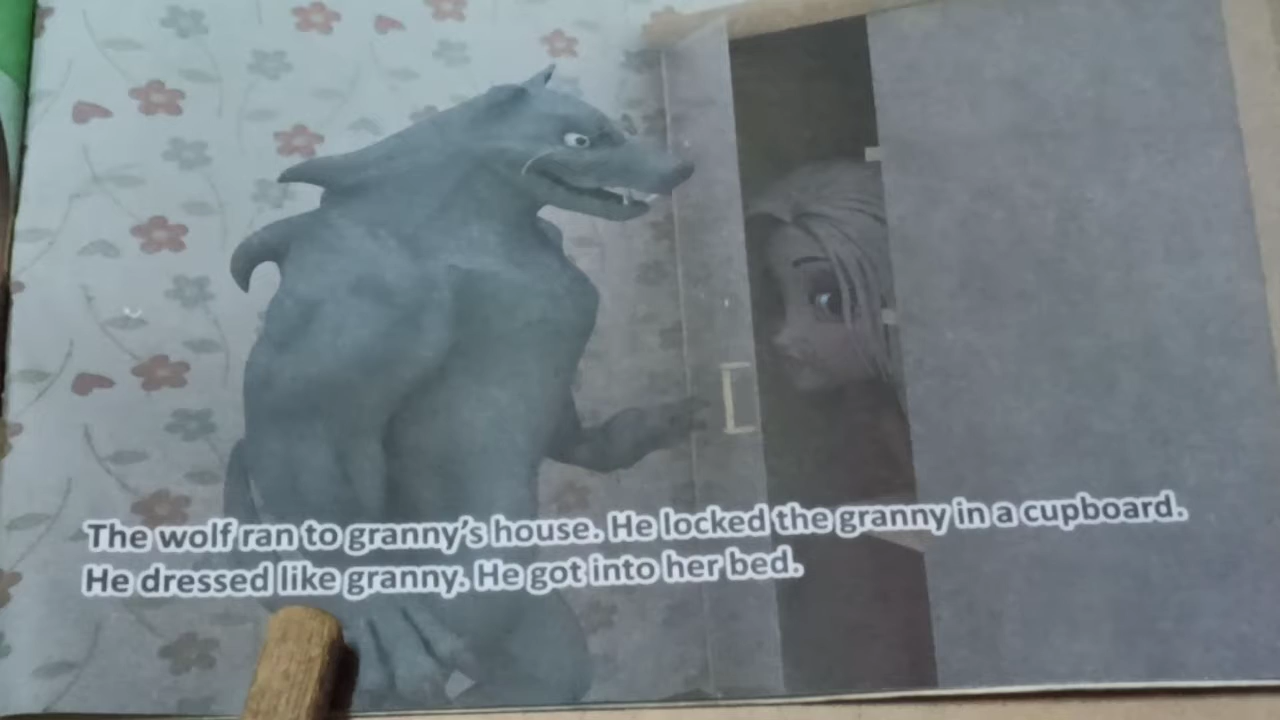 The wolf ran to granny's house. He locked the granny in a cupboard.
He dressed like granny. He got into her bed.